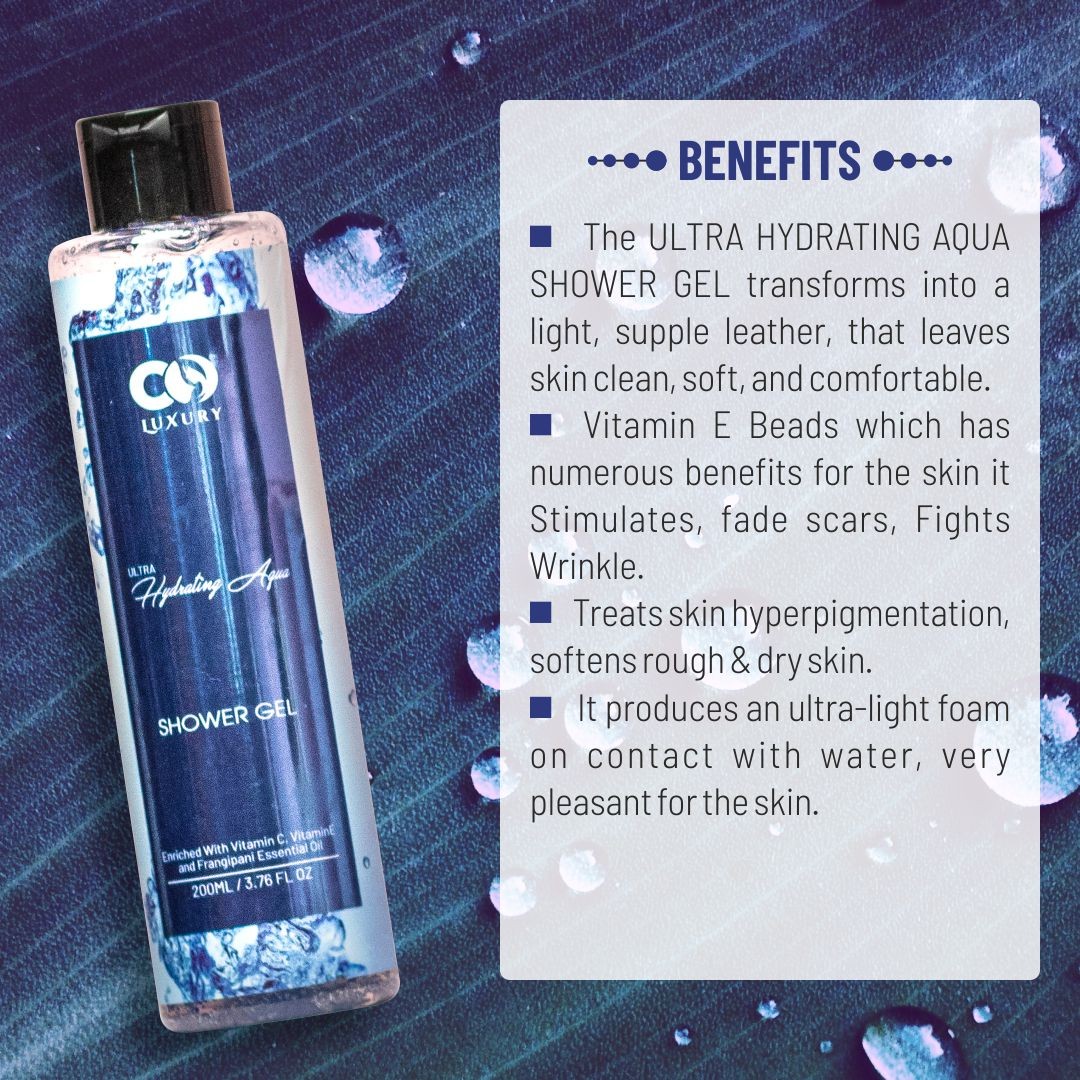 CO
LUXURY
ULTRA
Hydrating Aqua
SHOWER GEL
Enriched With Vitamin C, Vitamin E
and Frangipani Essential Oil
200ML / 3.76 FL OZ
BENEFITS
The ULTRA HYDRATING AQUA
SHOWER GEL transforms into a
light, supple leather, that leaves
skin clean, soft, and comfortable.
Vitamin E Beads which has
numerous benefits for the skin it
Stimulates, fade scars, Fights
Wrinkle.
Treats skin hyperpigmentation,
softens rough & dry skin.
It produces an ultra-light foam
on contact with water, very
pleasant for the skin.